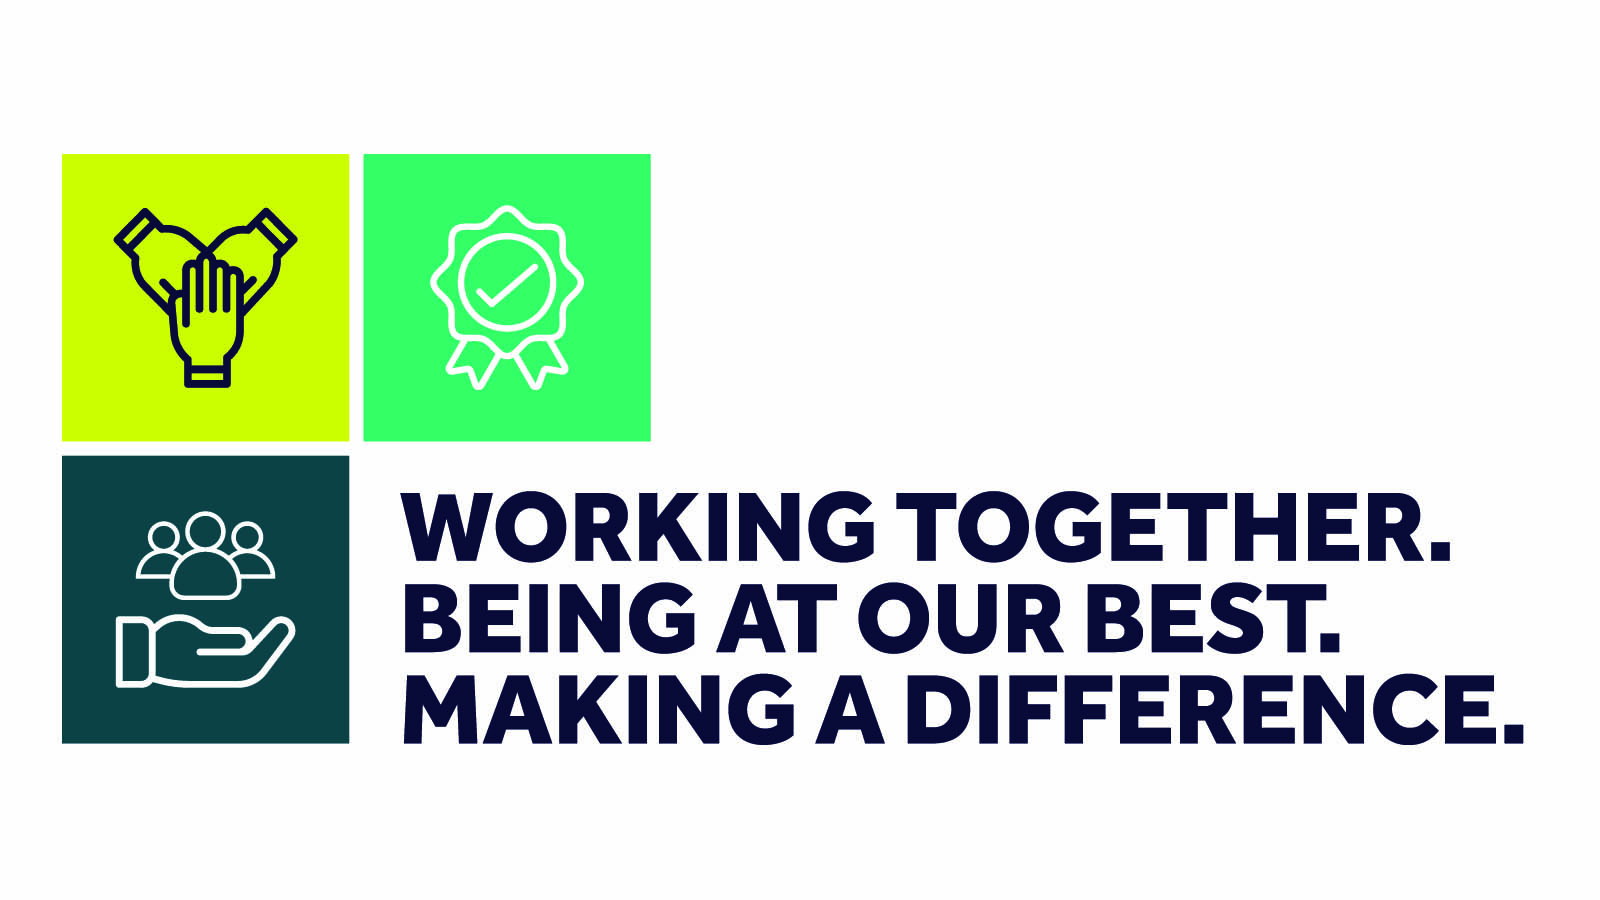 WORKING TOGETHER.
BEING AT OUR BEST.
MAKING A DIFFERENCE.